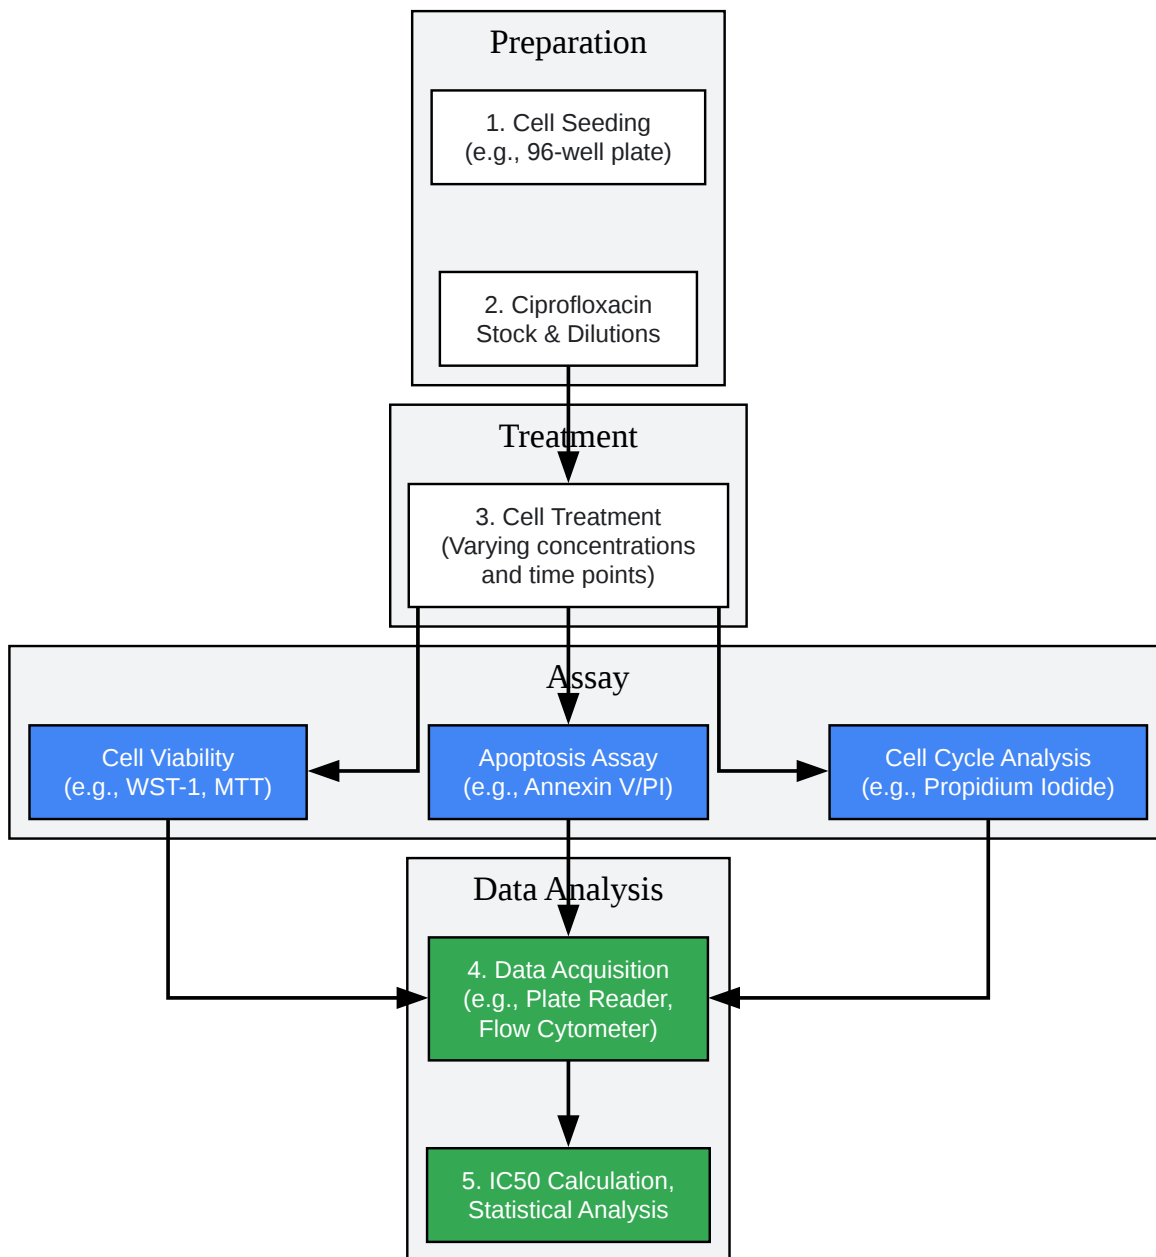 Preparation
1. Cell Seeding
(e.g., 96-well plate)
2. Ciprofloxacin
Stock & Dilutions
Treatment
3. Cell Treatment
(Varying concentrations
and time points)
Assay
Cell Viability
(e.g., WST-1, MTT)
Apoptosis Assay
(e.g., Annexin V/PI)
Cell Cycle Analysis
(e.g., Propidium Iodide)
Data Analysis
4. Data Acquisition
(e.g., Plate Reader,
Flow Cytometer)
5. IC50 Calculation,
Statistical Analysis